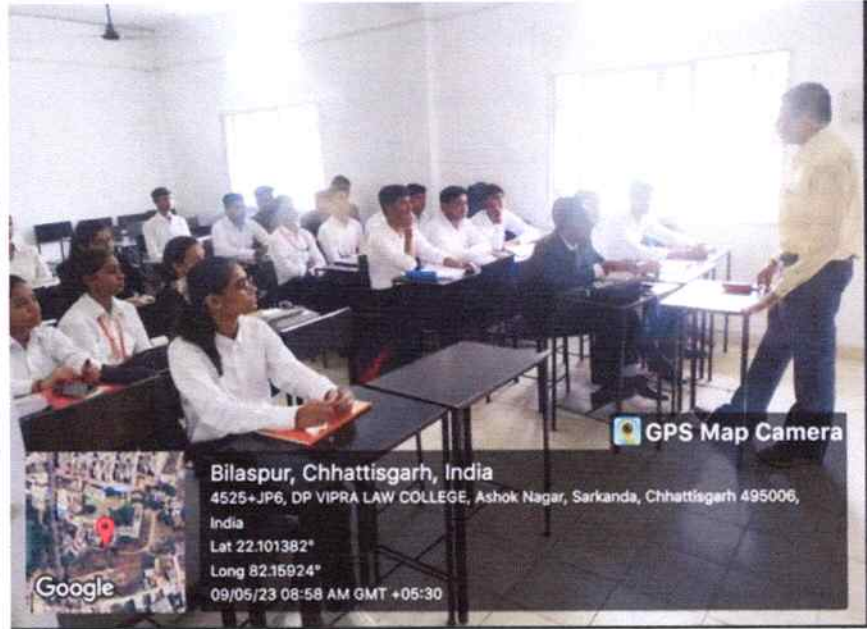 GPS Map Camera
Bilaspur, Chhattisgarh, India
4525+JP6, DP VIPRA LAW COLLEGE, Ashok Nagar, Sarkanda, Chhattisgarh 495006,
India
Lat 22.101382°
Long 82.15924°
09/05/23 08:58 AM GMT +05:30
Google